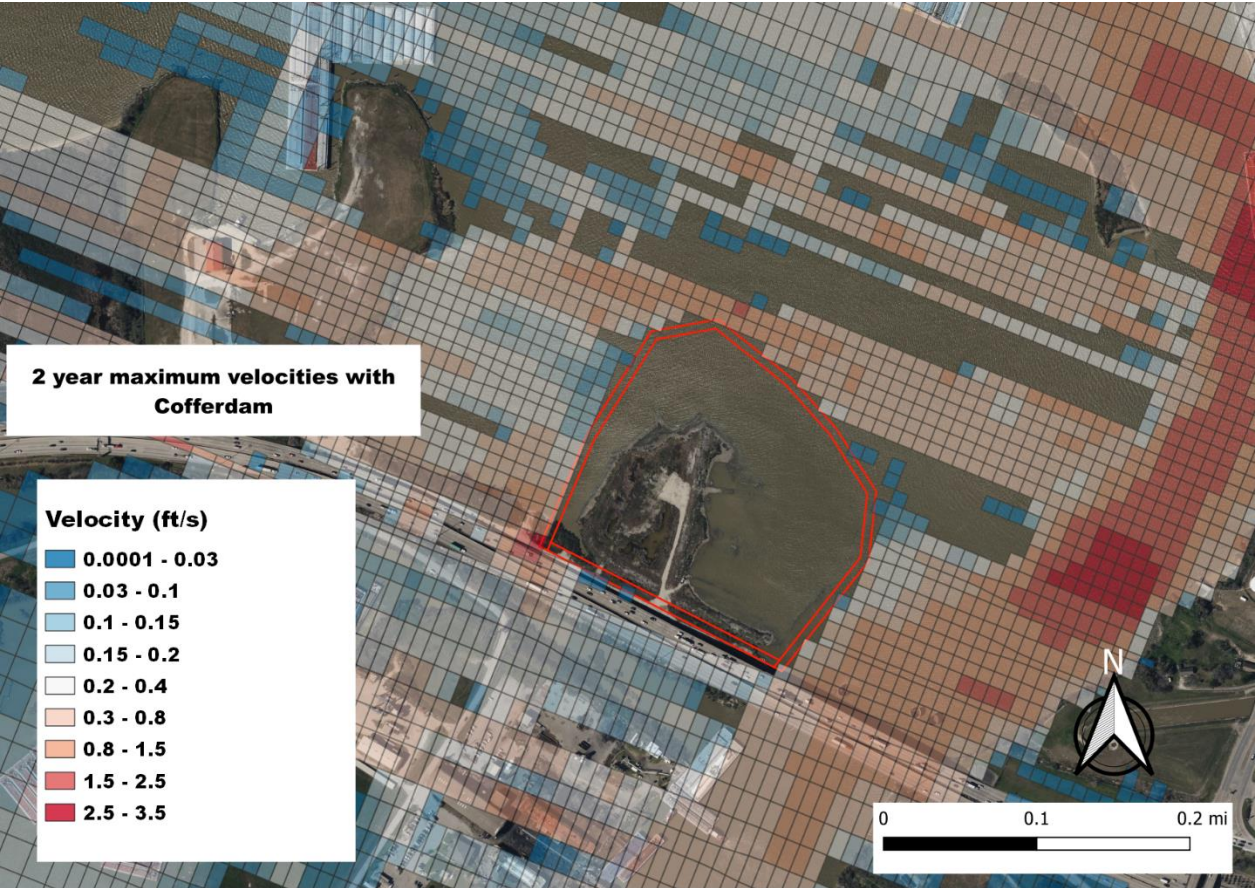 2 year maximum velocities with
Cofferdam
Velocity (ft/s)
0.0001 - 0.03
0.03 - 0.1
0.1 - 0.15
0.15 - 0.2
0.2 - 0.4
0.3 - 0.8
0.8 - 1.5
1.5 - 2.5
2.5 - 3.5
N
0 0.1 0.2 mi